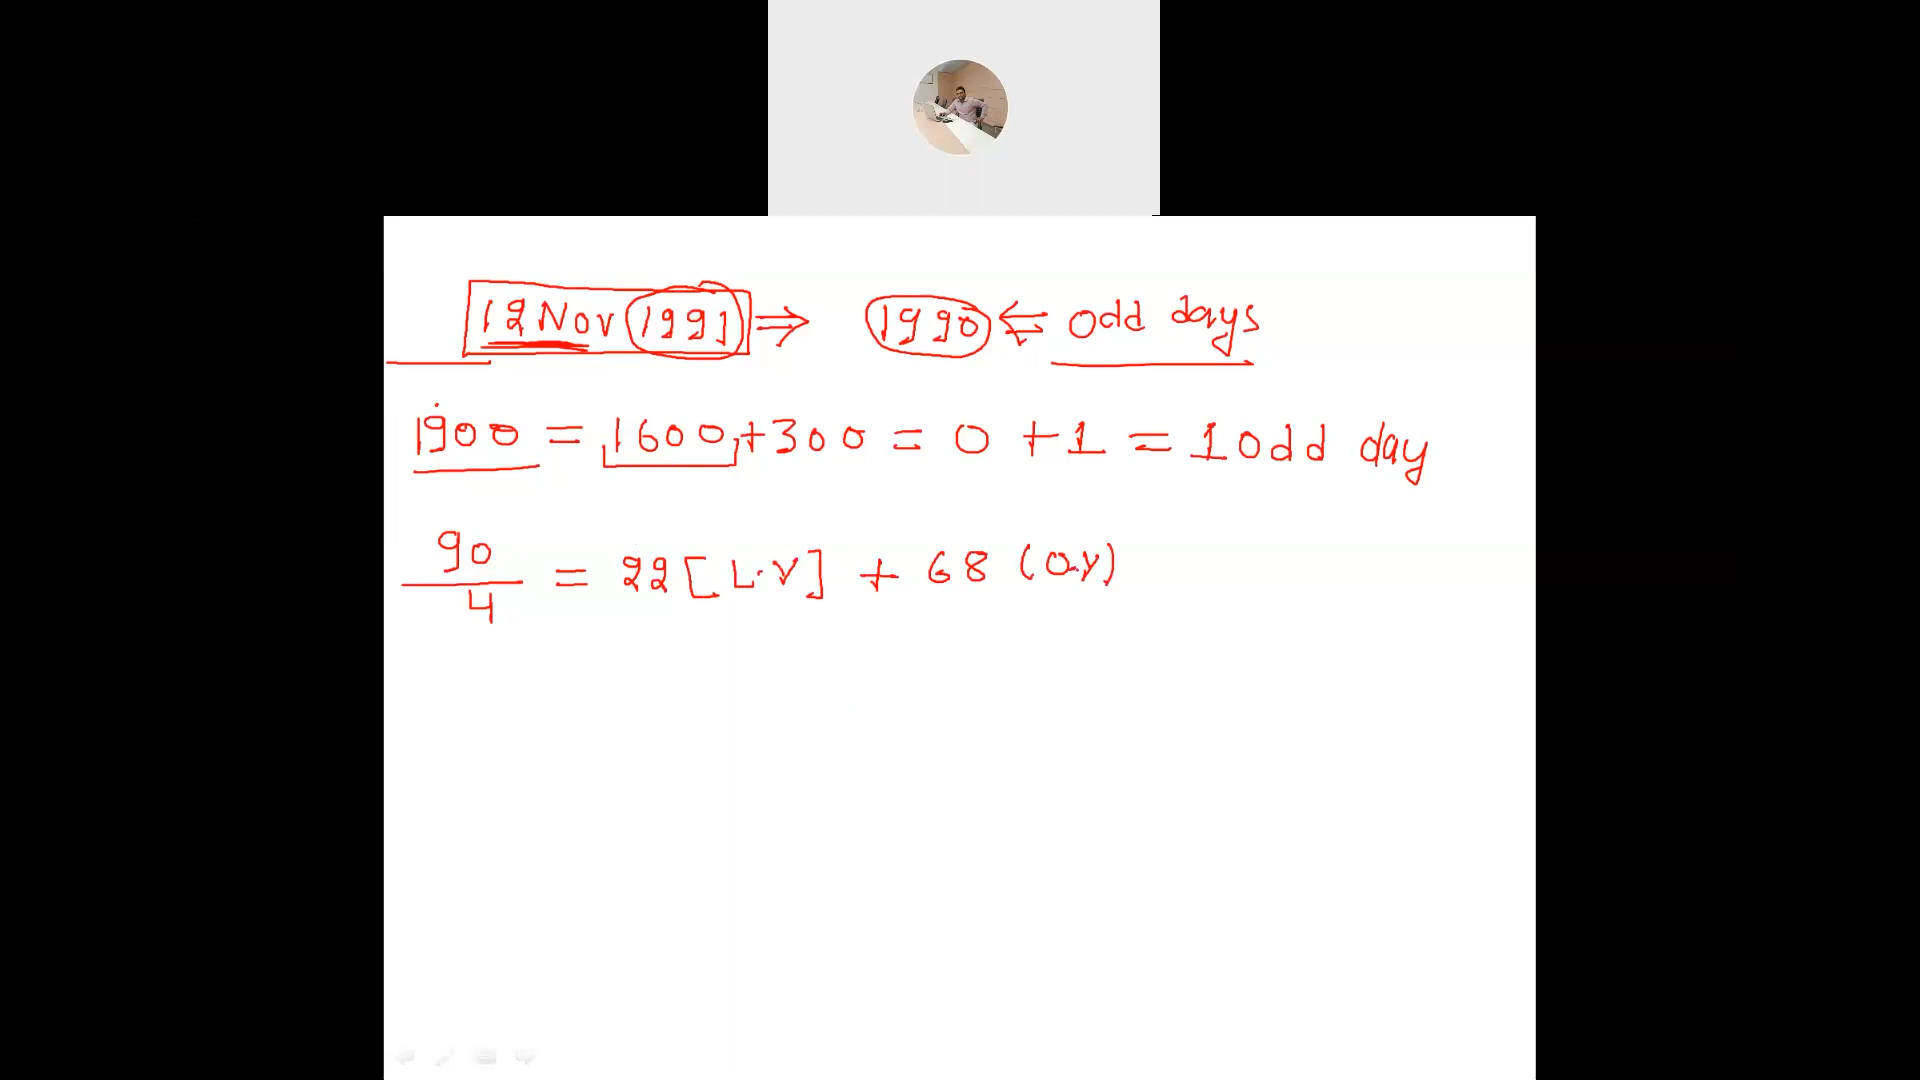 12 Nov 1991 ⇒ 1990 ⇐ odd days
1900 = 1600 + 300 = 0 + 1 = 1 odd day
90/4 = 22 [L.Y] + 68 (O.Y)